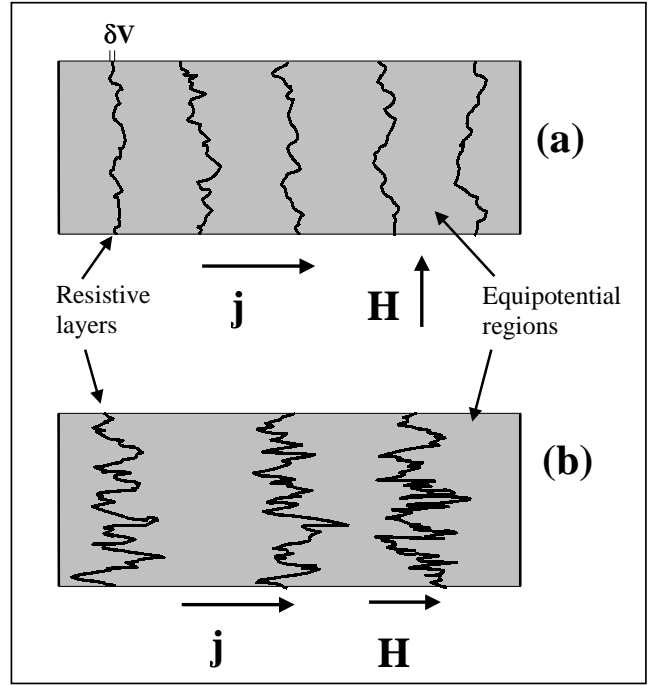 δV
(a)
j
H
Resistive
layers
Equipotential
regions
(b)
j
H